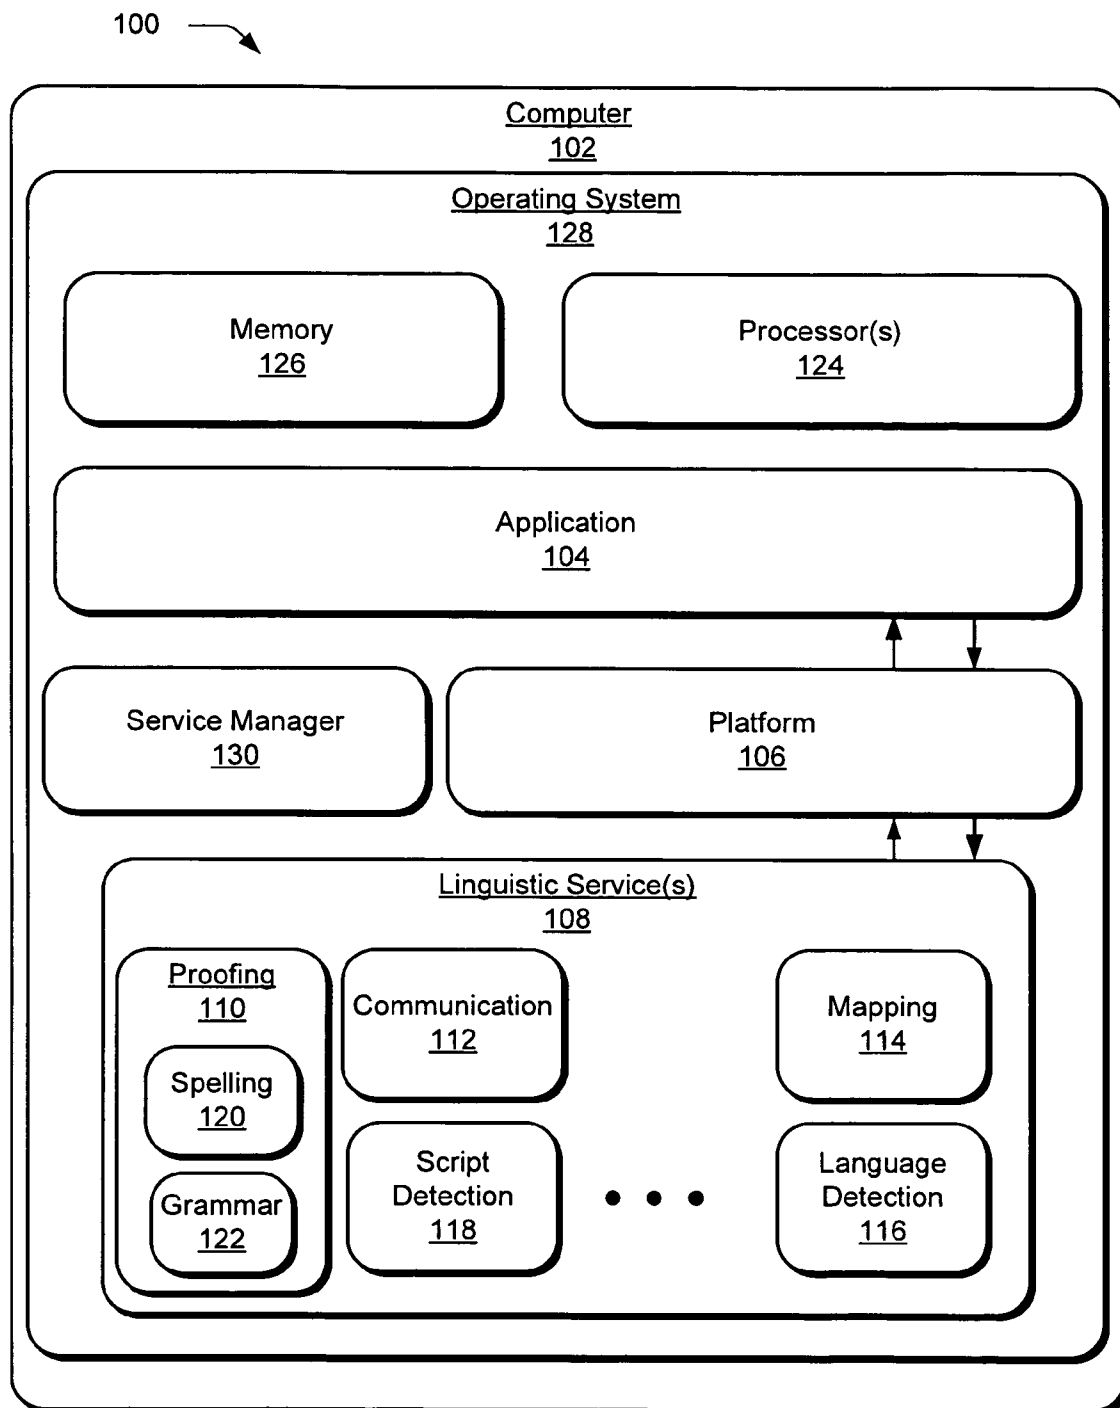 100
Computer
102
Operating System
128
Memory
126
Processor(s)
124
Application
104
Service Manager
130
Platform
106
Linguistic Service(s)
108
Proofing
110
Spelling
120
Grammar
122
Communication
112
Mapping
114
Script
Detection
118
Language
Detection
116